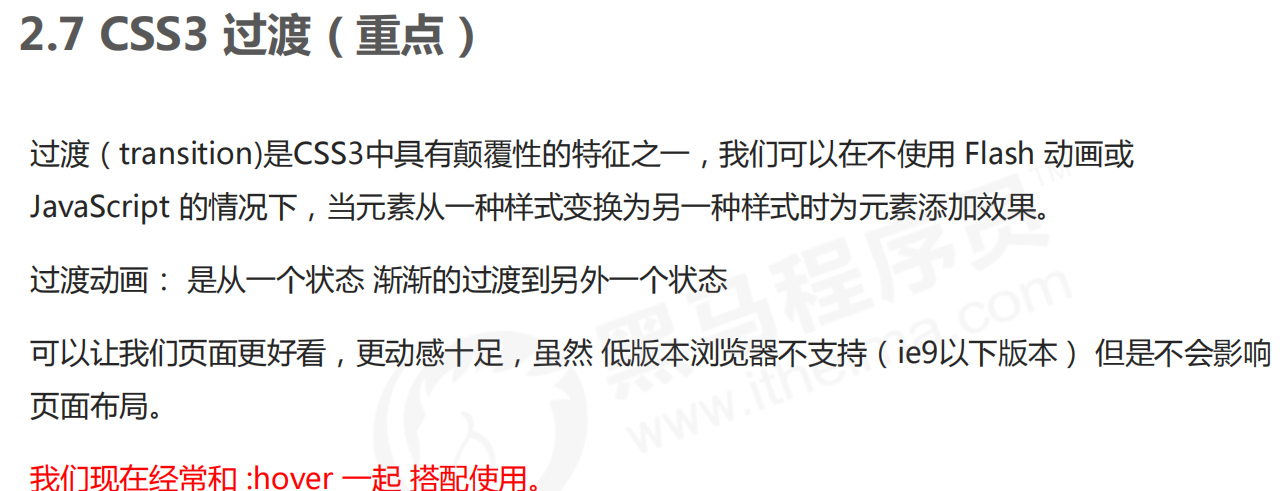 2.7 CSS3 过渡（重点）
过渡（transition)是CSS3中具有颠覆性的特征之一，我们可以在不使用 Flash 动画或
JavaScript 的情况下，当元素从一种样式变换为另一种样式时为元素添加效果。
过渡动画： 是从一个状态 渐渐的过渡到另外一个状态
可以让我们页面更好看，更动感十足，虽然 低版本浏览器不支持（ie9以下版本） 但是不会影响
页面布局。
我们现在经常和 :hover 一起 搭配使用。
黑马程序员™
www.itheima.com